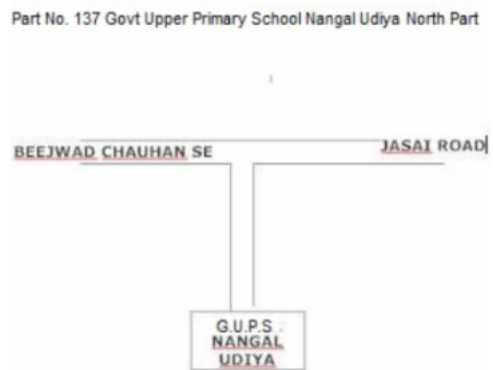 Part No. 137 Govt Upper Primary School Nangal Udiya North Part
BEEJWAD CHAUHAN SE
JASAI ROAD
G.U.P.S .
NANGAL
UDIYA